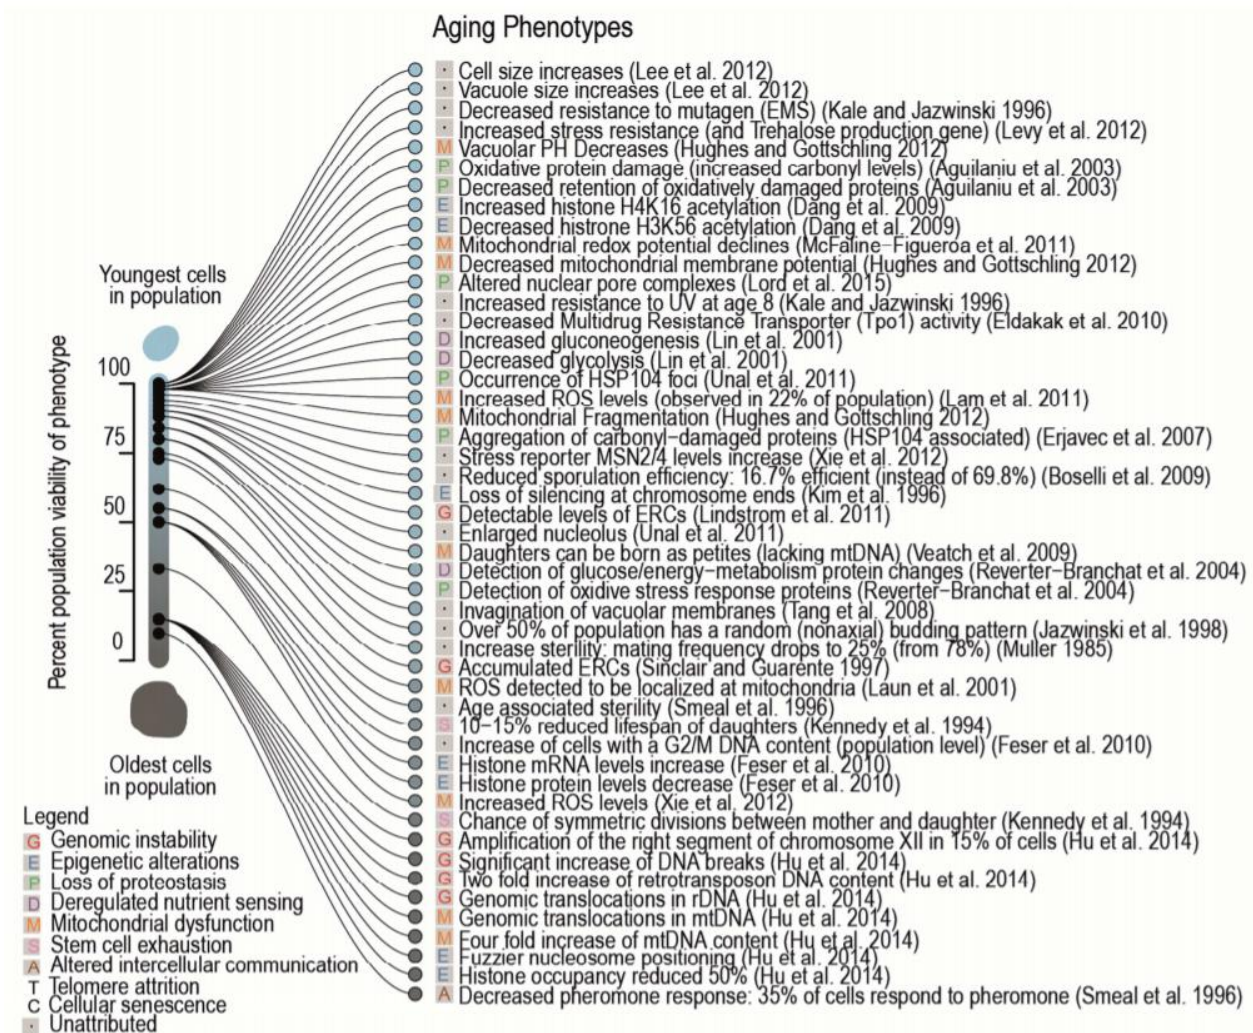 Aging Phenotypes
· Cell size increases (Lee et al. 2012)
· Vacuole size increases (Lee et al. 2012)
· Decreased resistance to mutagen (EMS) (Kale and Jazwinski 1996)
· Increased stress resistance (and Trehalose production gene) (Levy et al. 2012)
M Vacuolar PH Decreases (Hughes and Gottschling 2012)
P Oxidative protein damage (increased carbonyl levels) (Aguilaniu et al. 2003)
P Decreased retention of oxidatively damaged proteins (Aguilaniu et al. 2003)
E Increased histone H4K16 acetylation (Dang et al. 2009)
E Decreased histrone H3K56 acetylation (Dang et al. 2009)
M Mitochondrial redox potential declines (McFaline-Figueroa et al. 2011)
M Decreased mitochondrial membrane potential (Hughes and Gottschling 2012)
P Altered nuclear pore complexes (Lord et al. 2015)
· Increased resistance to UV at age 8 (Kale and Jazwinski 1996)
· Decreased Multidrug Resistance Transporter (Tpo1) activity (Eldakak et al. 2010)
D Increased gluconeogenesis (Lin et al. 2001)
D Decreased glycolysis (Lin et al. 2001)
P Occurrence of HSP104 foci (Unal et al. 2011)
M Increased ROS levels (observed in 22% of population) (Lam et al. 2011)
M Mitochondrial Fragmentation (Hughes and Gottschling 2012)
P Aggregation of carbonyl-damaged proteins (HSP104 associated) (Erjavec et al. 2007)
· Stress reporter MSN2/4 levels increase (Xie et al. 2012)
· Reduced sporulation efficiency: 16.7% efficient (instead of 69.8%) (Boselli et al. 2009)
E Loss of silencing at chromosome ends (Kim et al. 1996)
G Detectable levels of ERCs (Lindstrom et al. 2011)
· Enlarged nucleolus (Unal et al. 2011)
M Daughters can be born as petites (lacking mtDNA) (Veatch et al. 2009)
D Detection of glucose/energy-metabolism protein changes (Reverter-Branchat et al. 2004)
P Detection of oxidive stress response proteins (Reverter-Branchat et al. 2004)
· Invagination of vacuolar membranes (Tang et al. 2008)
· Over 50% of population has a random (nonaxial) budding pattern (Jazwinski et al. 1998)
· Increase sterility: mating frequency drops to 25% (from 78%) (Muller 1985)
G Accumulated ERCs (Sinclair and Guarente 1997)
M ROS detected to be localized at mitochondria (Laun et al. 2001)
· Age associated sterility (Smeal et al. 1996)
S 10-15% reduced lifespan of daughters (Kennedy et al. 1994)
· Increase of cells with a G2/M DNA content (population level) (Feser et al. 2010)
E Histone mRNA levels increase (Feser et al. 2010)
E Histone protein levels decrease (Feser et al. 2010)
M Increased ROS levels (Xie et al. 2012)
S Chance of symmetric divisions between mother and daughter (Kennedy et al. 1994)
G Amplification of the right segment of chromosome XII in 15% of cells (Hu et al. 2014)
G Significant increase of DNA breaks (Hu et al. 2014)
G Two fold increase of retrotransposon DNA content (Hu et al. 2014)
G Genomic translocations in rDNA (Hu et al. 2014)
M Genomic translocations in mtDNA (Hu et al. 2014)
M Four fold increase of mtDNA content (Hu et al. 2014)
E Fuzzier nucleosome positioning (Hu et al. 2014)
E Histone occupancy reduced 50% (Hu et al. 2014)
A Decreased pheromone response: 35% of cells respond to pheromone (Smeal et al. 1996)
Youngest cells
in population
Percent population viability of phenotype
100
75
50
25
0
Oldest cells
in population
Legend
G Genomic instability
E Epigenetic alterations
P Loss of proteostasis
D Deregulated nutrient sensing
M Mitochondrial dysfunction
S Stem cell exhaustion
A Altered intercellular communication
T Telomere attrition
C Cellular senescence
· Unattributed